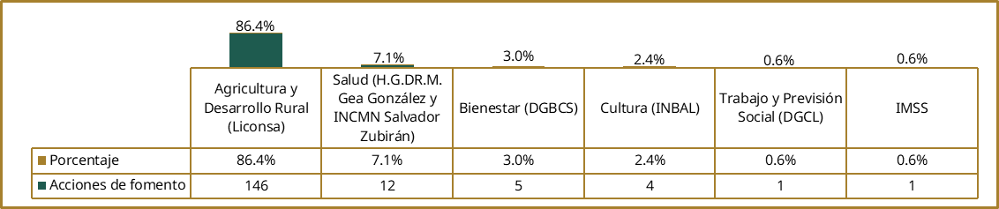 86.4%
7.1%
3.0%
2.4%
0.6%
0.6%
Agricultura y
Desarrollo Rural
(Liconsa)
Salud (H.G.DR.M.
Gea González y
INCMN Salvador
Zubirán)
Bienestar (DGBCS)
Cultura (INBAL)
Trabajo y Previsión
Social (DGCL)
IMSS
Porcentaje 86.4% 7.1% 3.0% 2.4% 0.6% 0.6%
Acciones de fomento 146 12 5 4 1 1